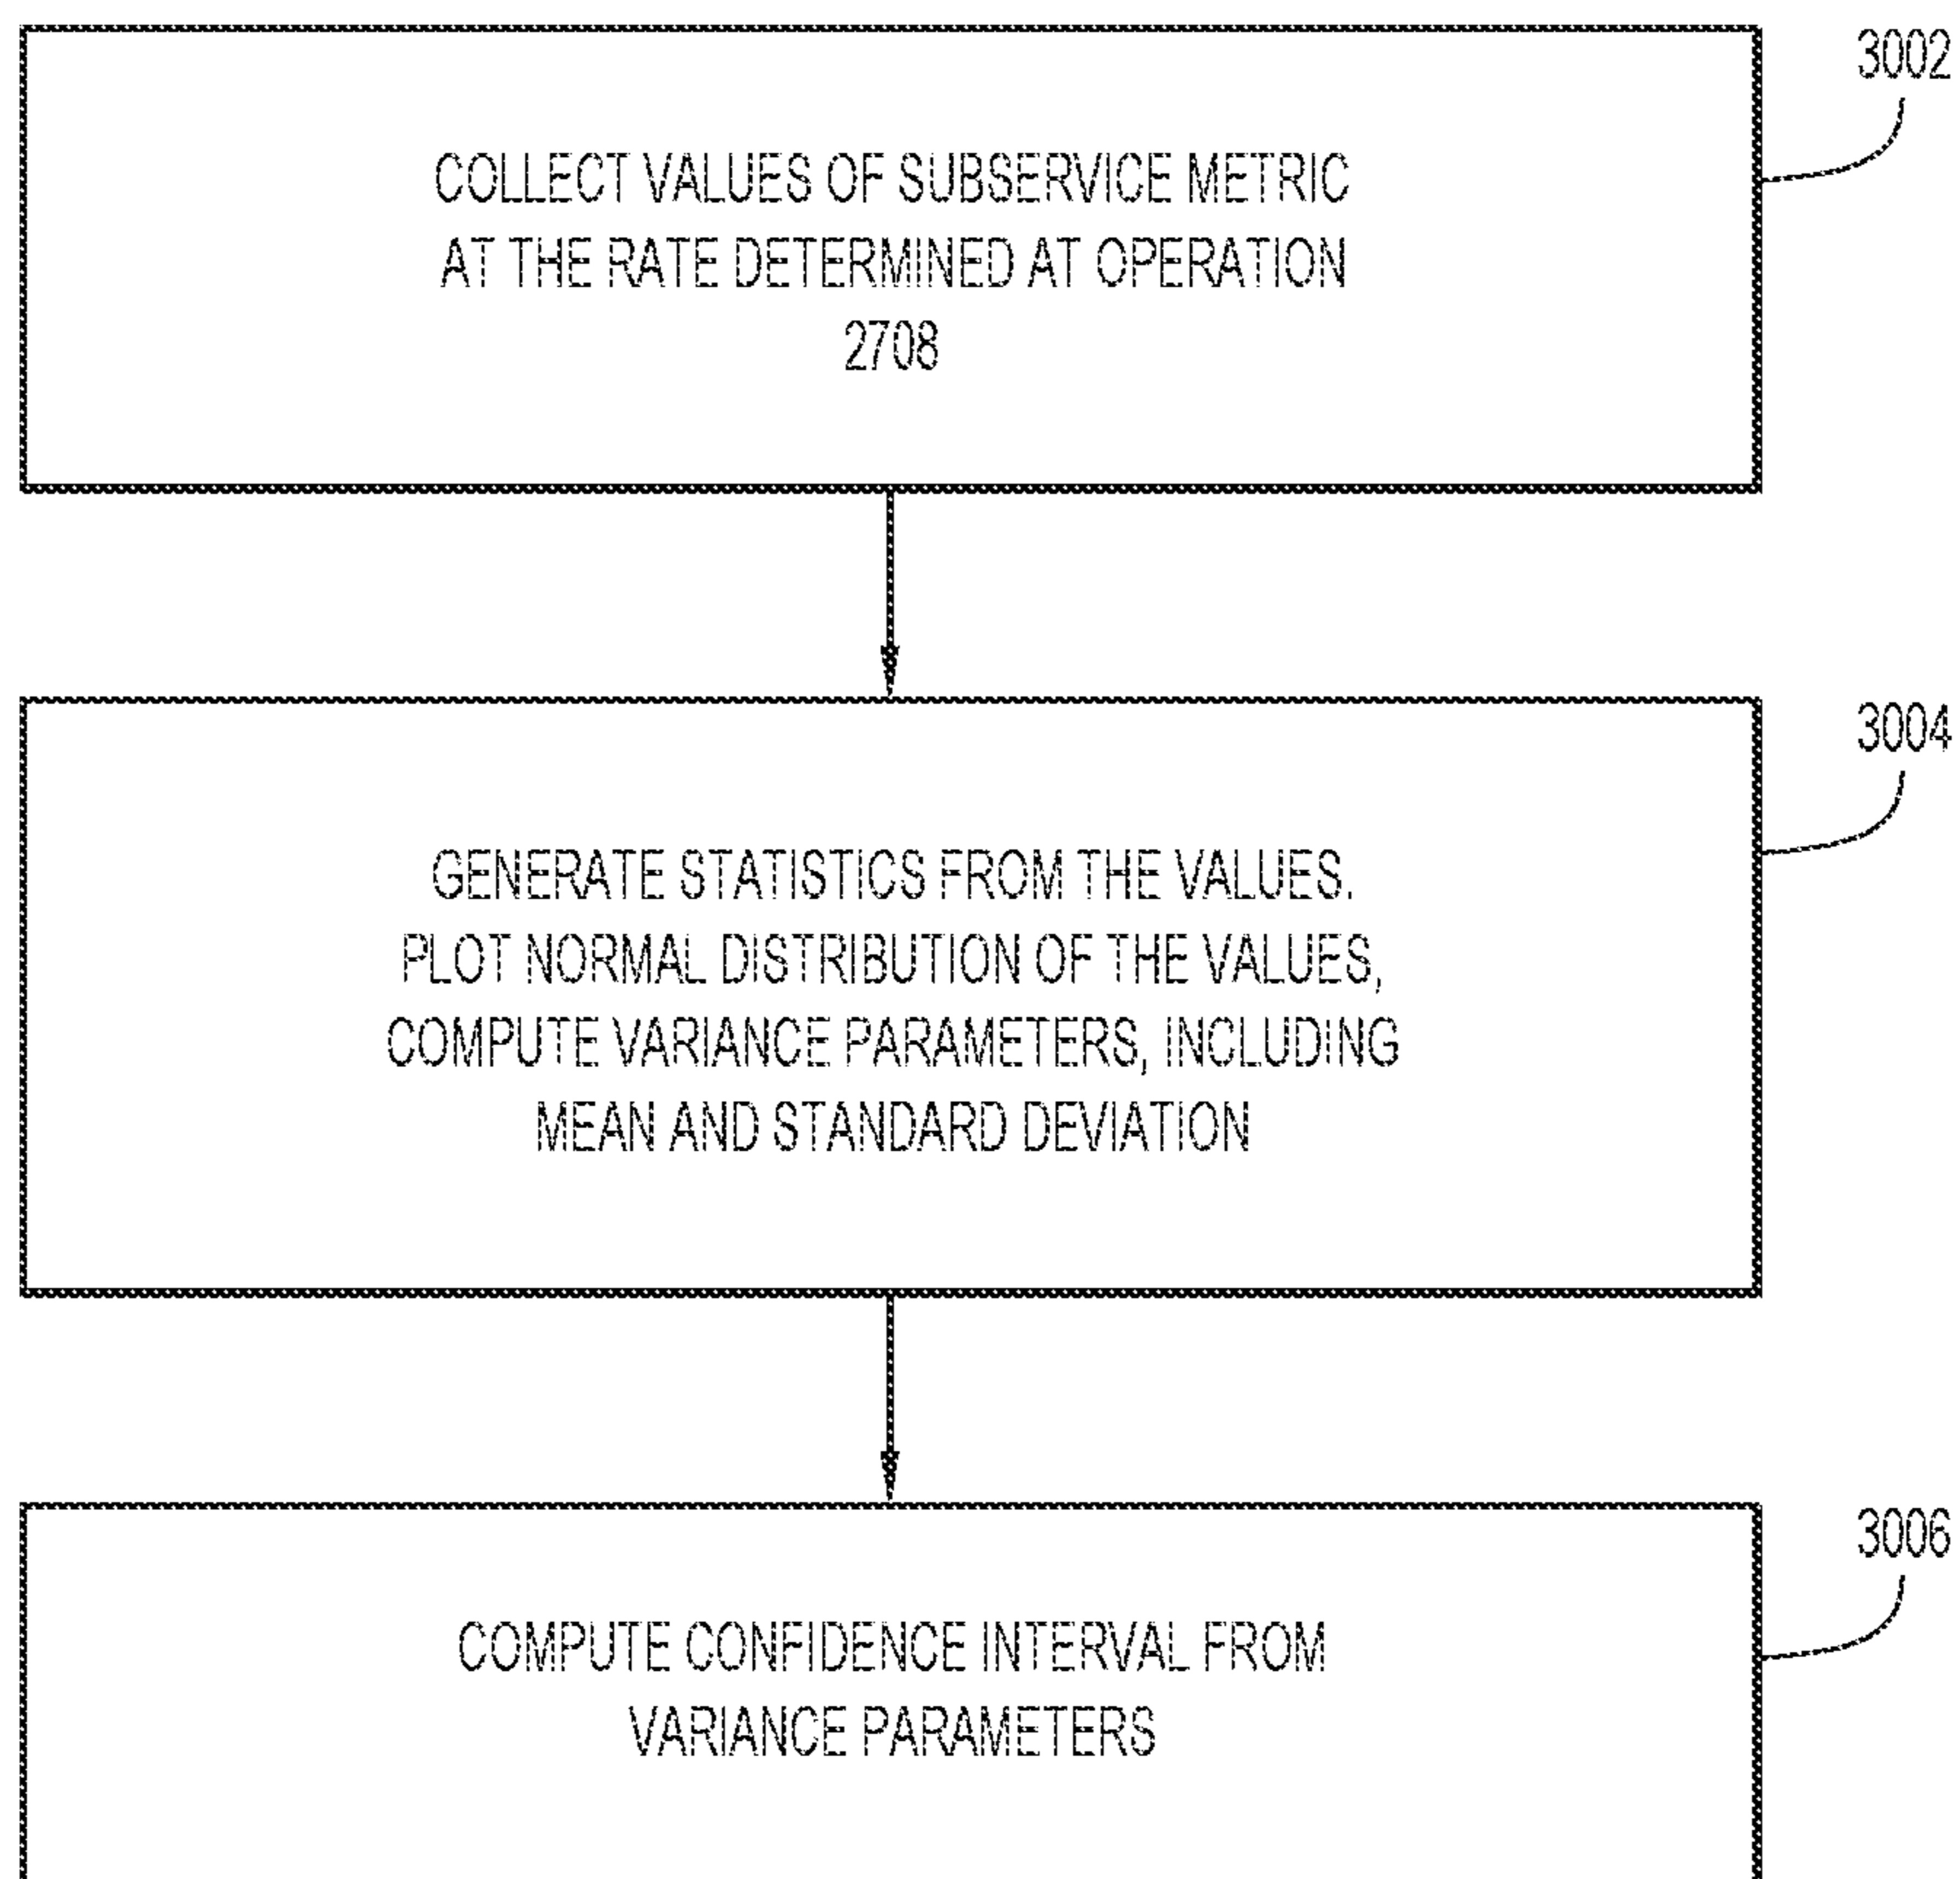 3002
COLLECT VALUES OF SUBSERVICE METRIC
AT THE RATE DETERMINED AT OPERATION
2708
3004
GENERATE STATISTICS FROM THE VALUES.
PLOT NORMAL DISTRIBUTION OF THE VALUES,
COMPUTE VARIANCE PARAMETERS, INCLUDING
MEAN AND STANDARD DEVIATION
3006
COMPUTE CONFIDENCE INTERVAL FROM
VARIANCE PARAMETERS